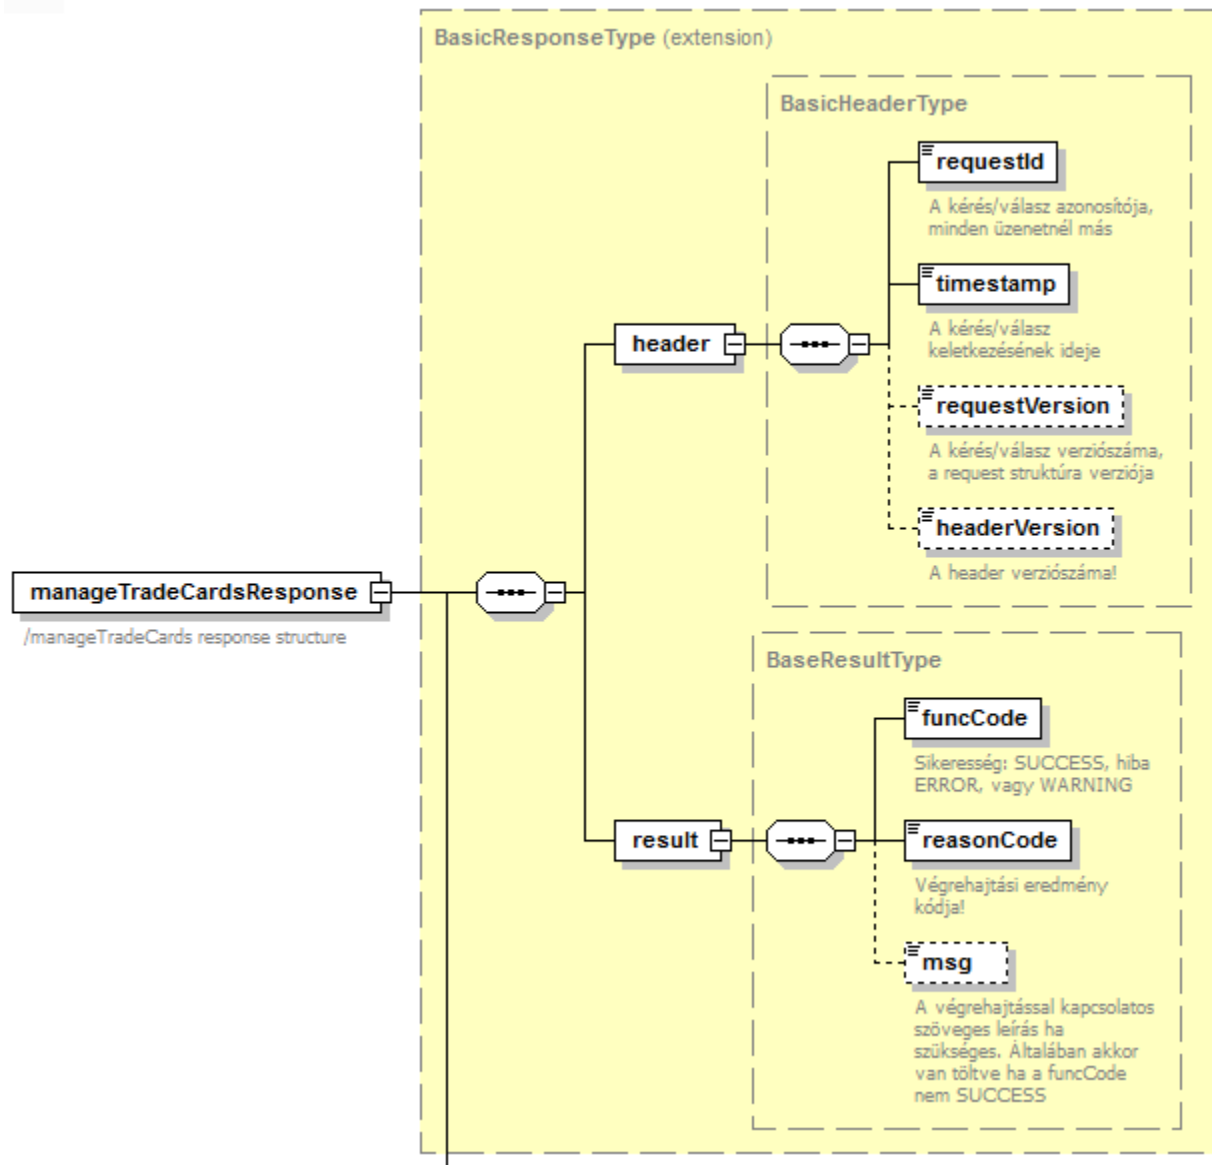 BasicResponseType (extension)
BasicHeaderType
requestId
A kérés/válasz azonosítója,
minden üzenetnél más
timestamp
A kérés/válasz
keletkezésének ideje
header
requestVersion
A kérés/válasz verziószáma,
a request struktúra verziója
headerVersion
A header verziószáma!
manageTradeCardsResponse
/manageTradeCards response structure
BaseResultType
funcCode
Sikeresség: SUCCESS, hiba
ERROR, vagy WARNING
result
reasonCode
Végrehajtási eredmény
kódja!
msg
A végrehajtással kapcsolatos
szöveges leírás ha
szükséges. Általában akkor
van töltve ha a funcCode
nem SUCCESS